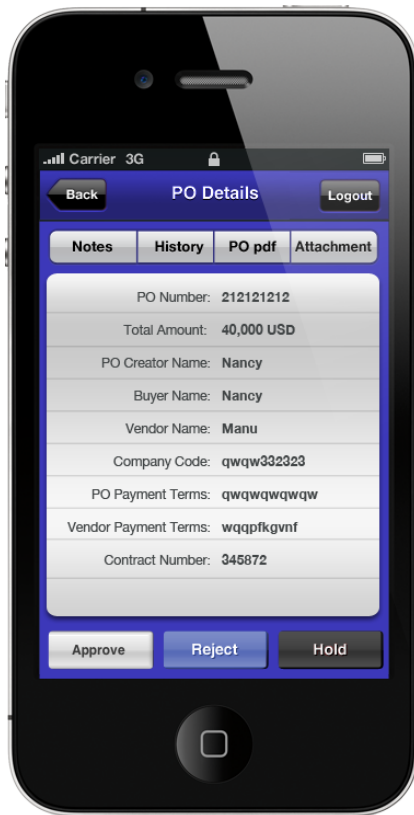 Carrier 3G
Back PO Details Logout
Notes History PO pdf Attachment
PO Number: 212121212
Total Amount: 40,000 USD
PO Creator Name: Nancy
Buyer Name: Nancy
Vendor Name: Manu
Company Code: qwqw332323
PO Payment Terms: qwqwqwqwqw
Vendor Payment Terms: wqqpfkgvnf
Contract Number: 345872
Approve Reject Hold